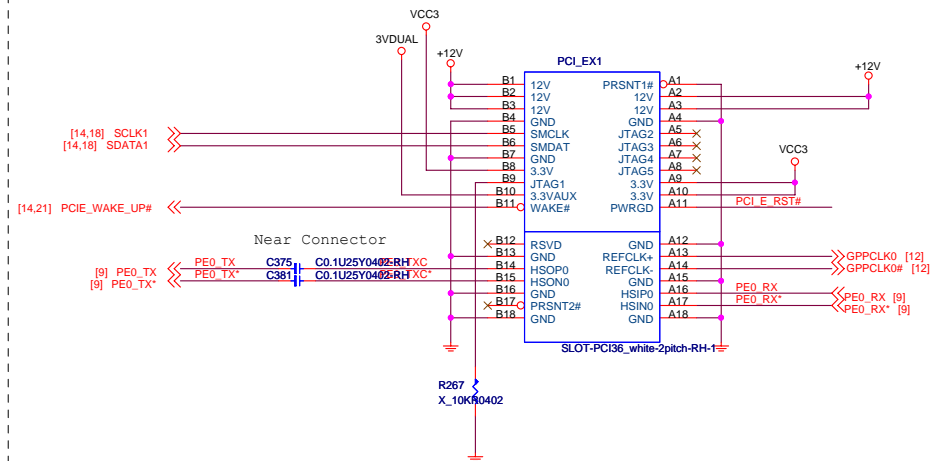 VCC3
3VDUAL
+12V
PCI_EX1
+12V
B1 12V PRSNT1# A1
B2 12V 12V A2
B3 12V 12V A3
B4 GND GND A4
[14,18] SCLK1 B5 SMCLK JTAG2 A5
[14,18] SDATA1 B6 SMDAT JTAG3 A6
B7 GND JTAG4 A7
VCC3
B8 3.3V JTAG5 A8
B9 JTAG1 3.3V A9
B10 3.3VAUX 3.3V A10
[14,21] PCIE_WAKE_UP# B11 WAKE# PWRGD A11 PCI_E_RST#
Near Connector
B12 RSVD GND A12
B13 GND REFCLK+ A13 GPPCLK0 [12]
[9] PE0_TX PE0_TX C375 C0.1U25Y0402-RH PE0_TXC B14 HSOP0 REFCLK- A14 GPPCLK0# [12]
[9] PE0_TX* PE0_TX* C381 C0.1U25Y0402-RH PE0_TXC* B15 HSON0 GND A15
B16 GND HSIP0 A16 PE0_RX PE0_RX [9]
B17 PRSNT2# HSIN0 A17 PE0_RX* PE0_RX* [9]
B18 GND GND A18
SLOT-PCI36_white-2pitch-RH-1
R267
X_10KR0402